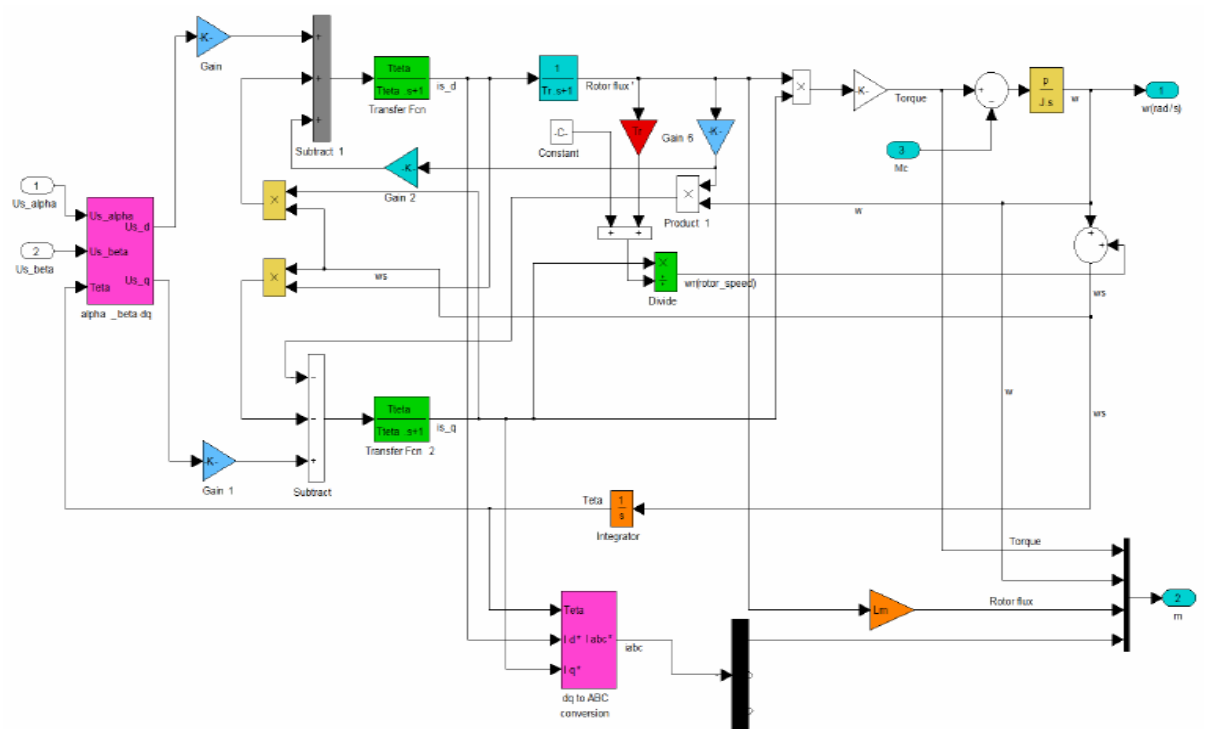 -K-
Gain
+
+
+
Subtract 1
Tteta
Tteta .s+1
Transfer Fcn
is_d
1
Tr.s+1
Rotor flux*
×
-K-
Torque
+
−
p
J.s
w
1
wr(rad/s)
-C-
Constant
Tr
Gain 6
-K-
3
Mc
-K-
Gain 2
×
Product 1
w
1
Us_alpha
2
Us_beta
Us_alpha
Us_d
Us_beta
Us_q
Teta
alpha _beta-dq
×
×
ws
+ +
×
÷
Divide
wr(rotor_speed)
+
+
ws
−
−
+
Subtract
Tteta
Tteta .s+1
Transfer Fcn 2
is_q
-K-
Gain 1
w
ws
Teta
1
s
Integrator
Torque
Teta
I d* I abc*
I q*
dq to ABC
conversion
iabc
Lm
Rotor flux
2
m